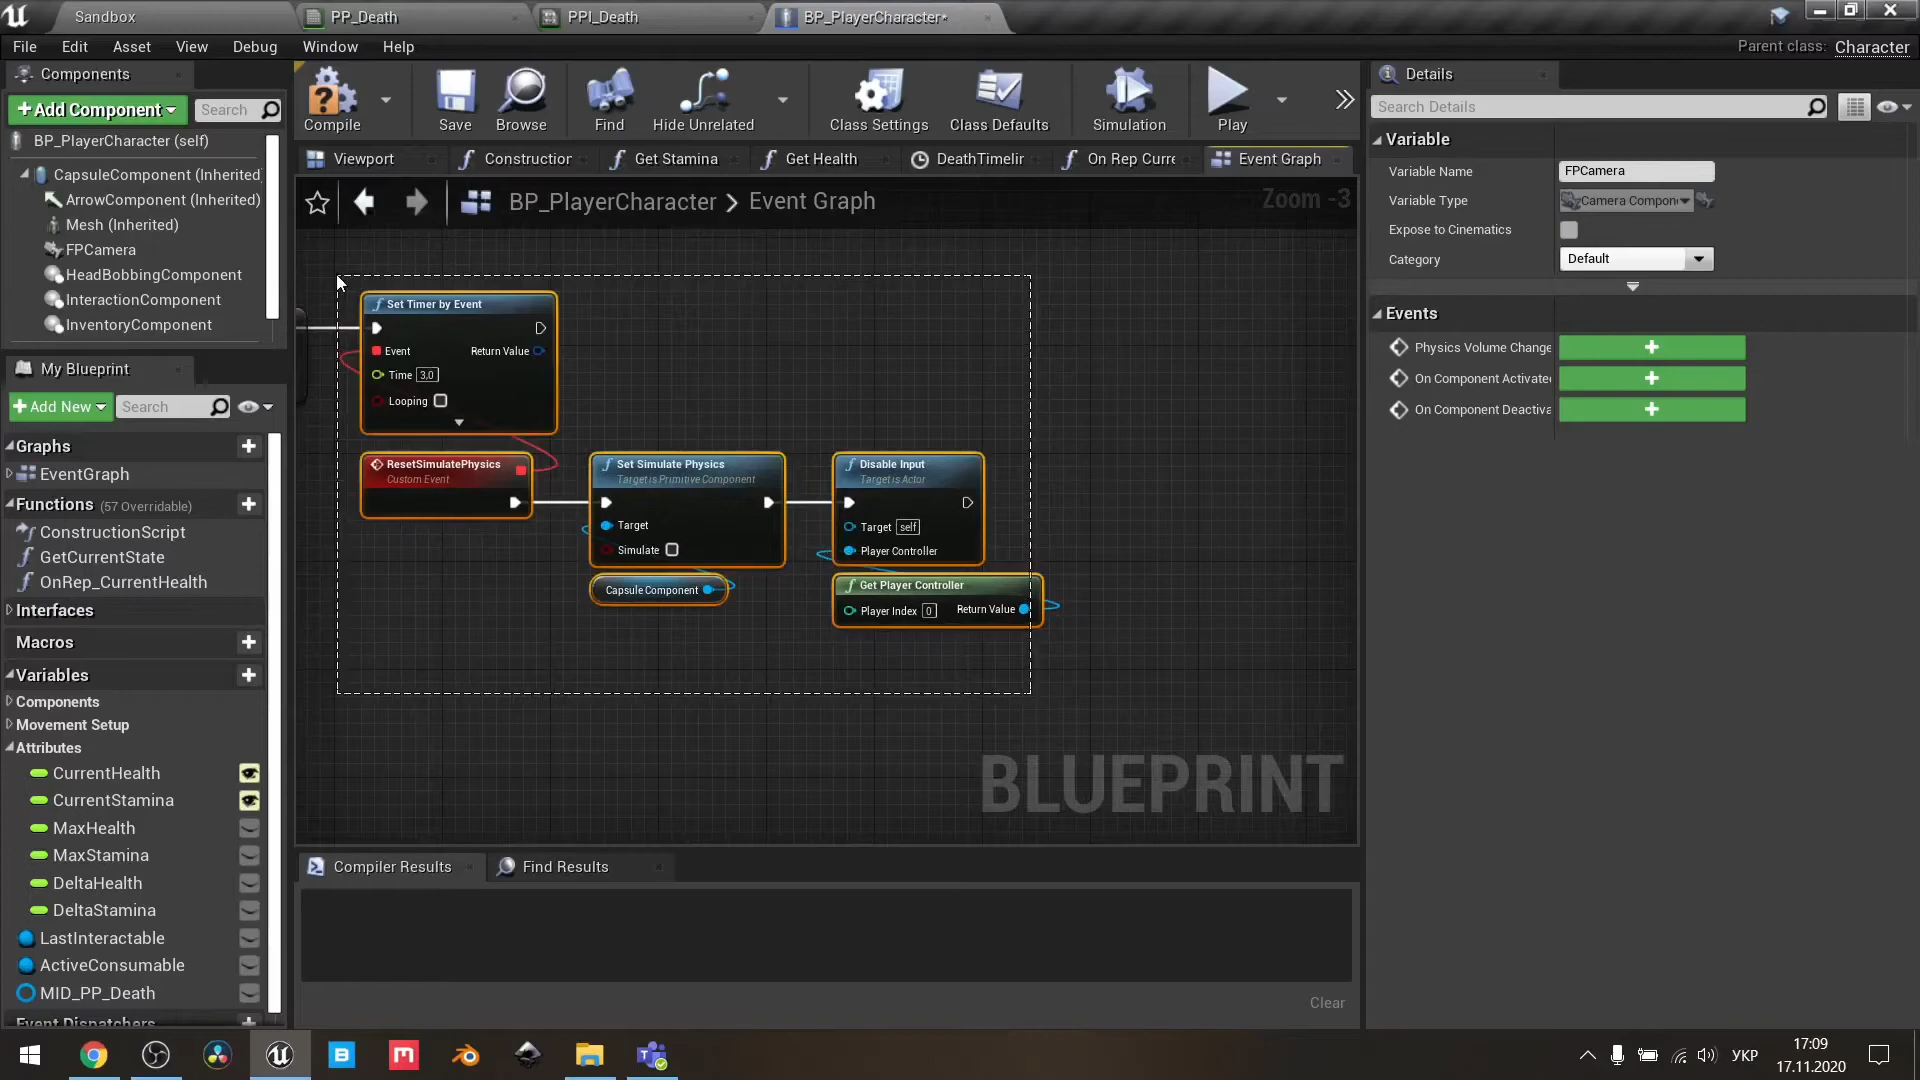 Sandbox
PP_Death
PPI_Death
BP_PlayerCharacter*
File Edit Asset View Debug Window Help
Parent class: Character
Components
+Add Component
Search
BP_PlayerCharacter (self)
CapsuleComponent (Inherited)
ArrowComponent (Inherited)
Mesh (Inherited)
FPCamera
HeadBobbingComponent
InteractionComponent
InventoryComponent
My Blueprint
+Add New
Search
Graphs
EventGraph
Functions (57 Overridable)
ConstructionScript
GetCurrentState
OnRep_CurrentHealth
Interfaces
Macros
Variables
Components
Movement Setup
Attributes
CurrentHealth
CurrentStamina
MaxHealth
MaxStamina
DeltaHealth
DeltaStamina
LastInteractable
ActiveConsumable
MID_PP_Death
Event Dispatchers
Compile Save Browse Find Hide Unrelated Class Settings Class Defaults Simulation Play
Viewport
Construction
Get Stamina
Get Health
DeathTimelin
On Rep Curre
Event Graph
BP_PlayerCharacter > Event Graph
Zoom -3
Set Timer by Event
Event Return Value
Time 3,0
Looping
ResetSimulatePhysics
Custom Event
Set Simulate Physics
Target is Primitive Component
Target
Simulate
Capsule Component
Disable Input
Target is Actor
Target self
Player Controller
Get Player Controller
Player Index 0 Return Value
BLUEPRINT
Compiler Results
Find Results
Clear
Details
Search Details
Variable
Variable Name FPCamera
Variable Type Camera Compon
Expose to Cinematics
Category Default
Events
Physics Volume Change
On Component Activate
On Component Deactiva
УКР
17:09
17.11.2020